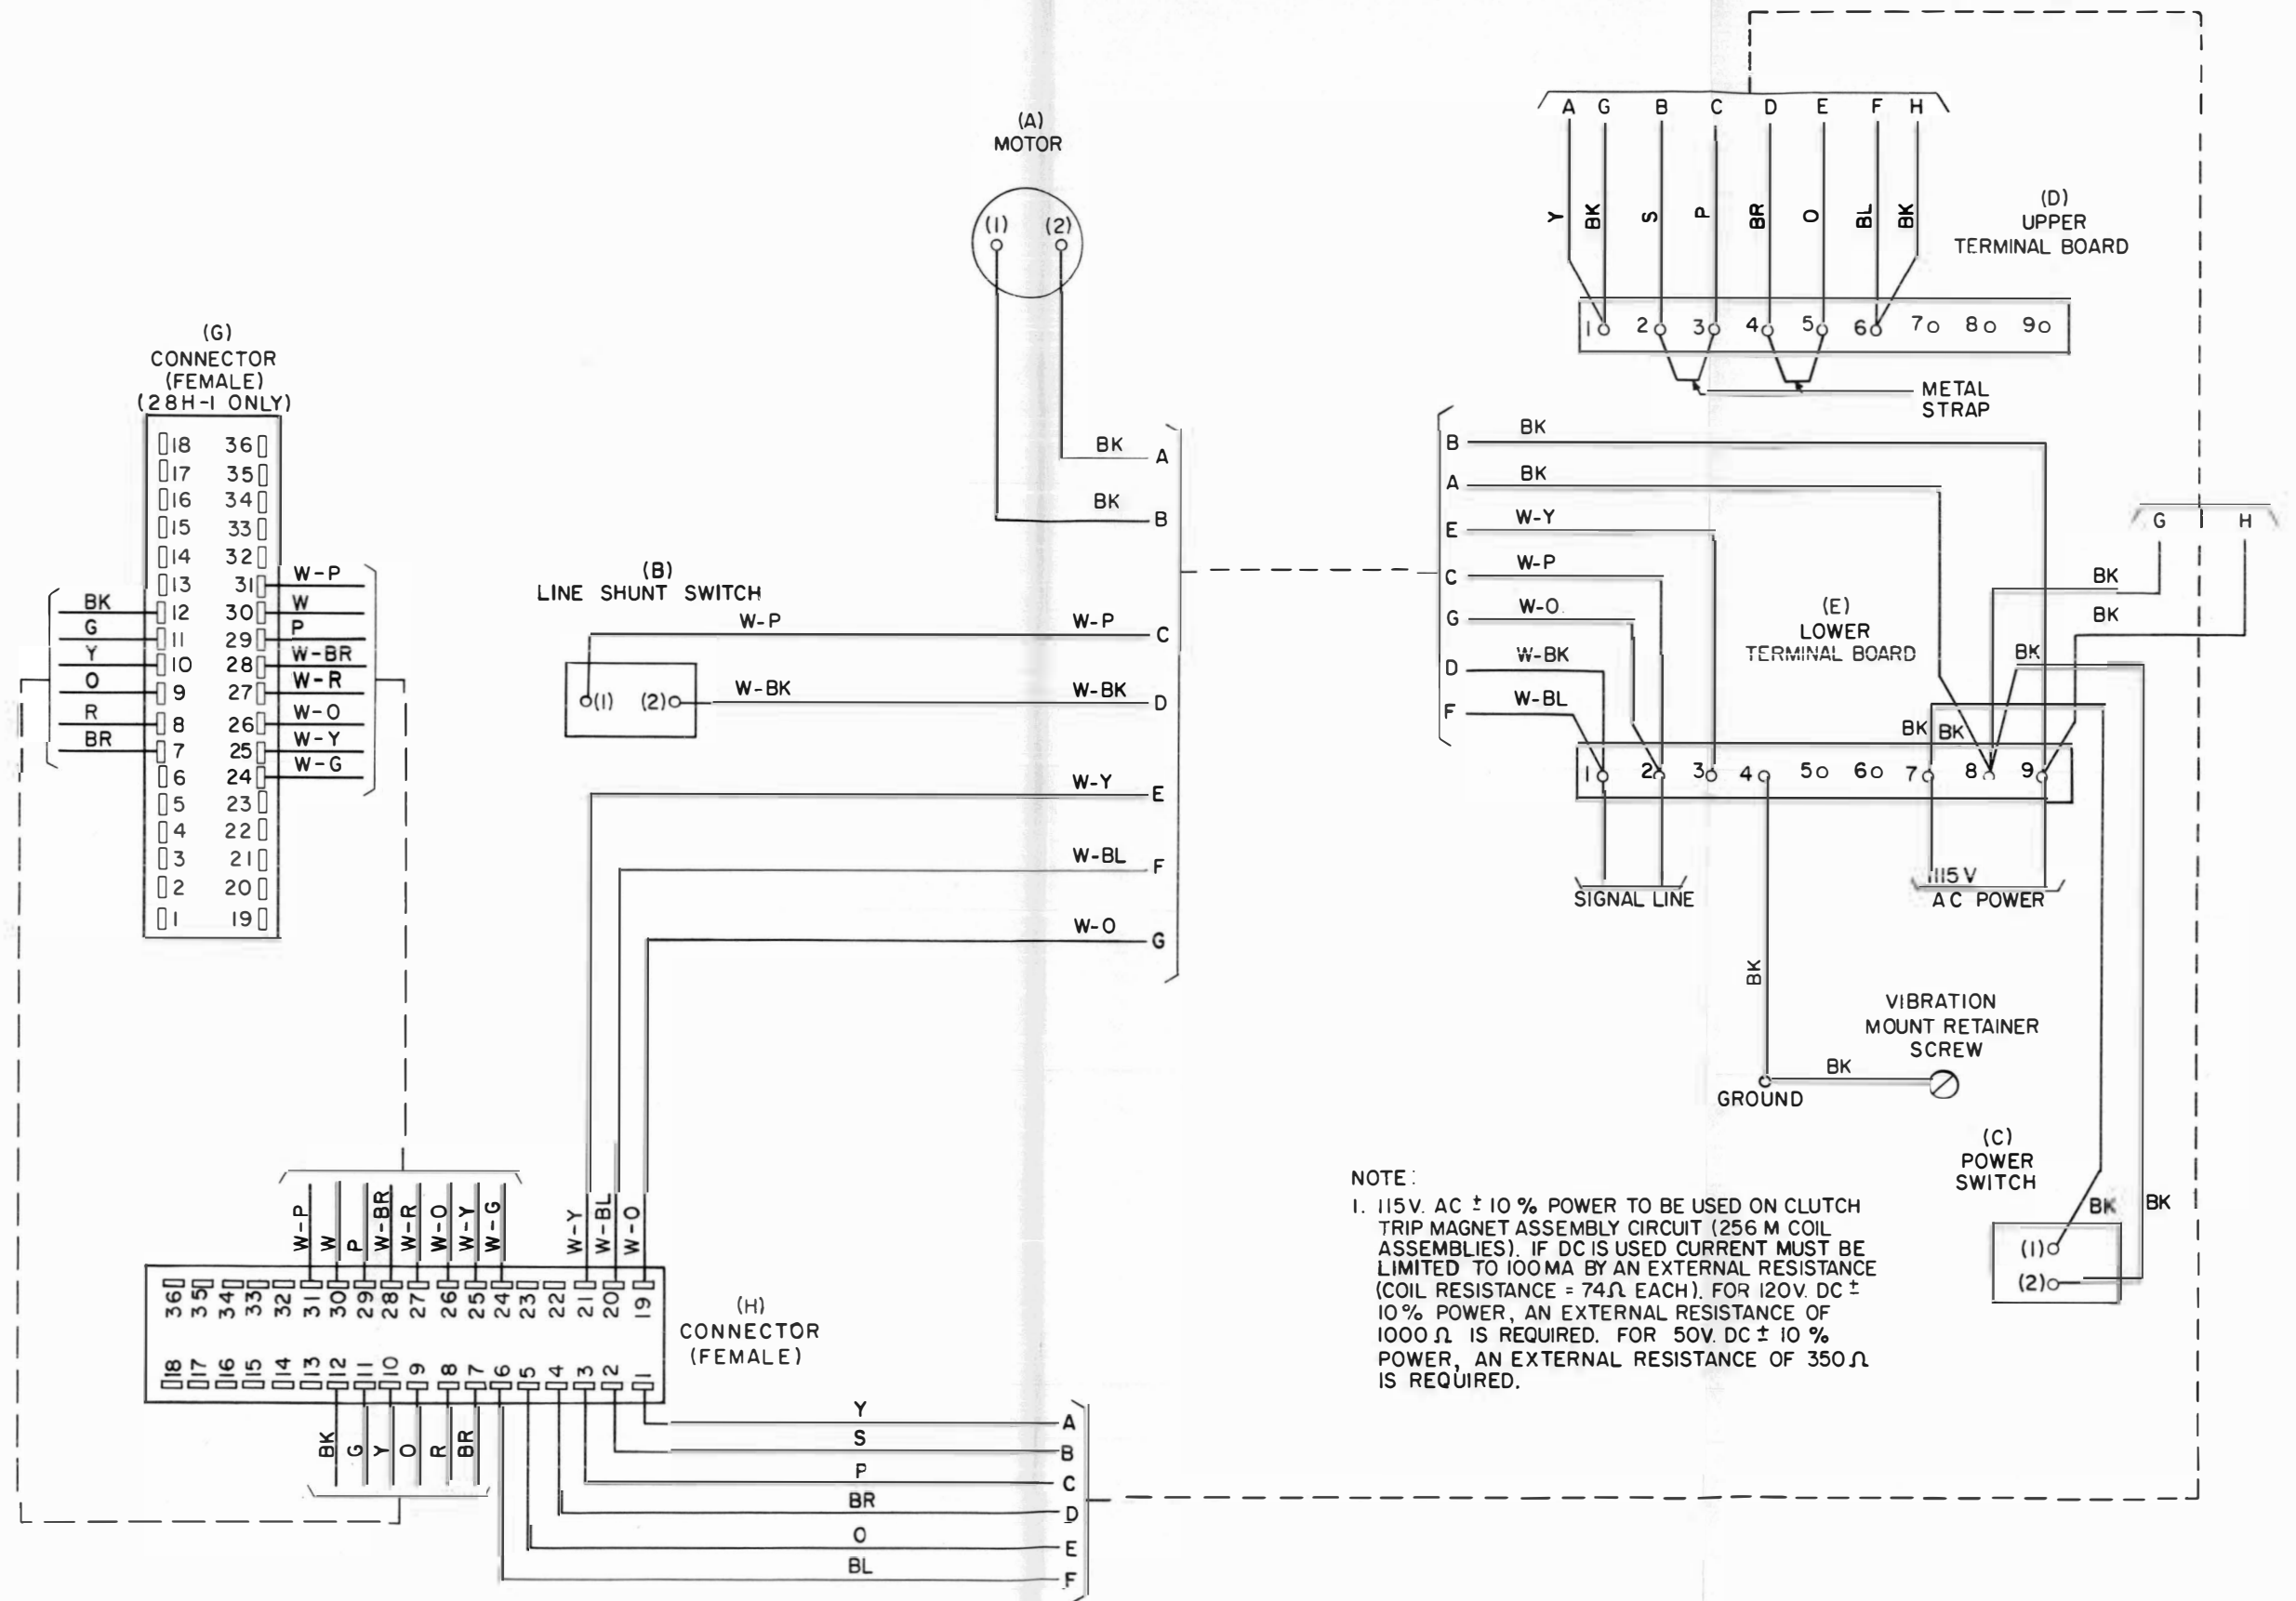 (A)
MOTOR
(1) (2)
BK A
BK B
(G)
CONNECTOR
(FEMALE)
(28H-1 ONLY)
18 36
17 35
16 34
15 33
14 32
13 31 W-P
BK 12 30 W
G 11 29 P
Y 10 28 W-BR
O 9 27 W-R
R 8 26 W-O
BR 7 25 W-Y
6 24 W-G
5 23
4 22
3 21
2 20
1 19
(B)
LINE SHUNT SWITCH
W-P W-P C
(1) (2) W-BK W-BK D
W-Y E
W-BL F
W-O G
A G B C D E F H
Y BK S P BR O BL BK
(D)
UPPER
TERMINAL BOARD
1 2 3 4 5 6 7 8 9
METAL
STRAP
B BK
A BK
E W-Y
C W-P
G W-O.
D W-BK
F W-BL
G H
BK
BK
BK
(E)
LOWER
TERMINAL BOARD
BK BK
1 2 3 4 5 6 7 8 9
SIGNAL LINE
115V
AC POWER
BK
VIBRATION
MOUNT RETAINER
SCREW
BK
GROUND
(C)
POWER
SWITCH
BK BK
(1)
(2)
NOTE:
1. 115V. AC ± 10% POWER TO BE USED ON CLUTCH
TRIP MAGNET ASSEMBLY CIRCUIT (256 M COIL
ASSEMBLIES). IF DC IS USED CURRENT MUST BE
LIMITED TO 100MA BY AN EXTERNAL RESISTANCE
(COIL RESISTANCE = 74Ω EACH). FOR 120V. DC ±
10% POWER, AN EXTERNAL RESISTANCE OF
1000 Ω IS REQUIRED. FOR 50V. DC ± 10 %
POWER, AN EXTERNAL RESISTANCE OF 350Ω
IS REQUIRED.
W-P W P W-BR W-R W-O W-Y W-G W-Y W-BL W-O
36 35 34 33 32 31 30 29 28 27 26 25 24 23 22 21 20 19
18 17 16 15 14 13 12 11 10 9 8 7 6 5 4 3 2 1
(H)
CONNECTOR
(FEMALE)
BK G Y O R BR
Y A
S B
P C
BR D
O E
BL F